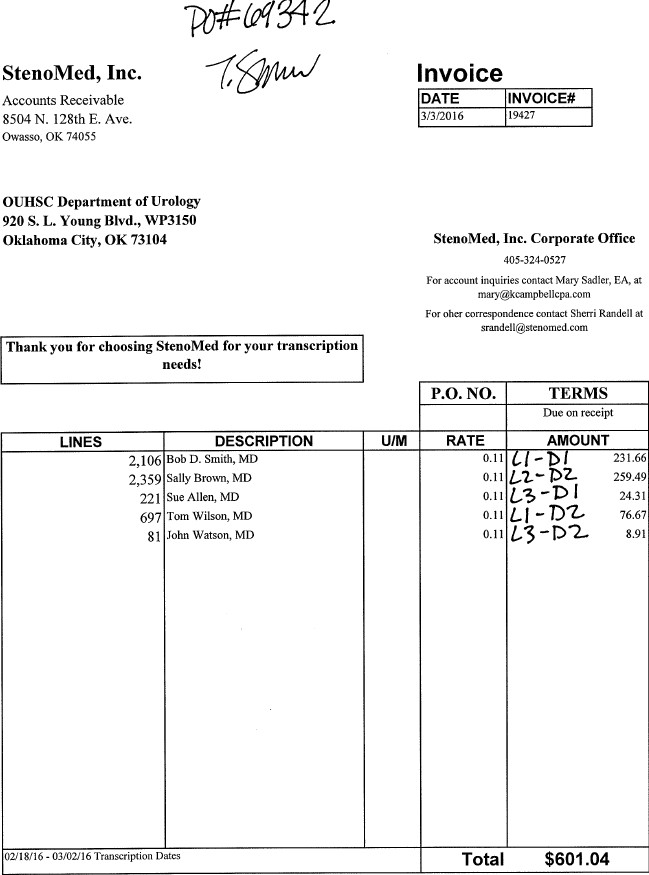 PO# 69342
StenoMed, Inc.
Accounts Receivable
8504 N. 128th E. Ave.
Owasso, OK 74055
Invoice
DATE INVOICE#
3/3/2016 19427
OUHSC Department of Urology
920 S. L. Young Blvd., WP3150
Oklahoma City, OK 73104
StenoMed, Inc. Corporate Office
405-324-0527
For account inquiries contact Mary Sadler, EA, at
mary@kcampbellcpa.com
For oher correspondence contact Sherri Randell at
srandell@stenomed.com
Thank you for choosing StenoMed for your transcription
needs!
P.O. NO. TERMS
Due on receipt
LINES DESCRIPTION U/M RATE AMOUNT
2,106 Bob D. Smith, MD 0.11 L1-D1 231.66
2,359 Sally Brown, MD 0.11 L2-D2 259.49
221 Sue Allen, MD 0.11 L3-D1 24.31
697 Tom Wilson, MD 0.11 L1-D2 76.67
81 John Watson, MD 0.11 L3-D2 8.91
02/18/16 - 03/02/16 Transcription Dates
Total $601.04